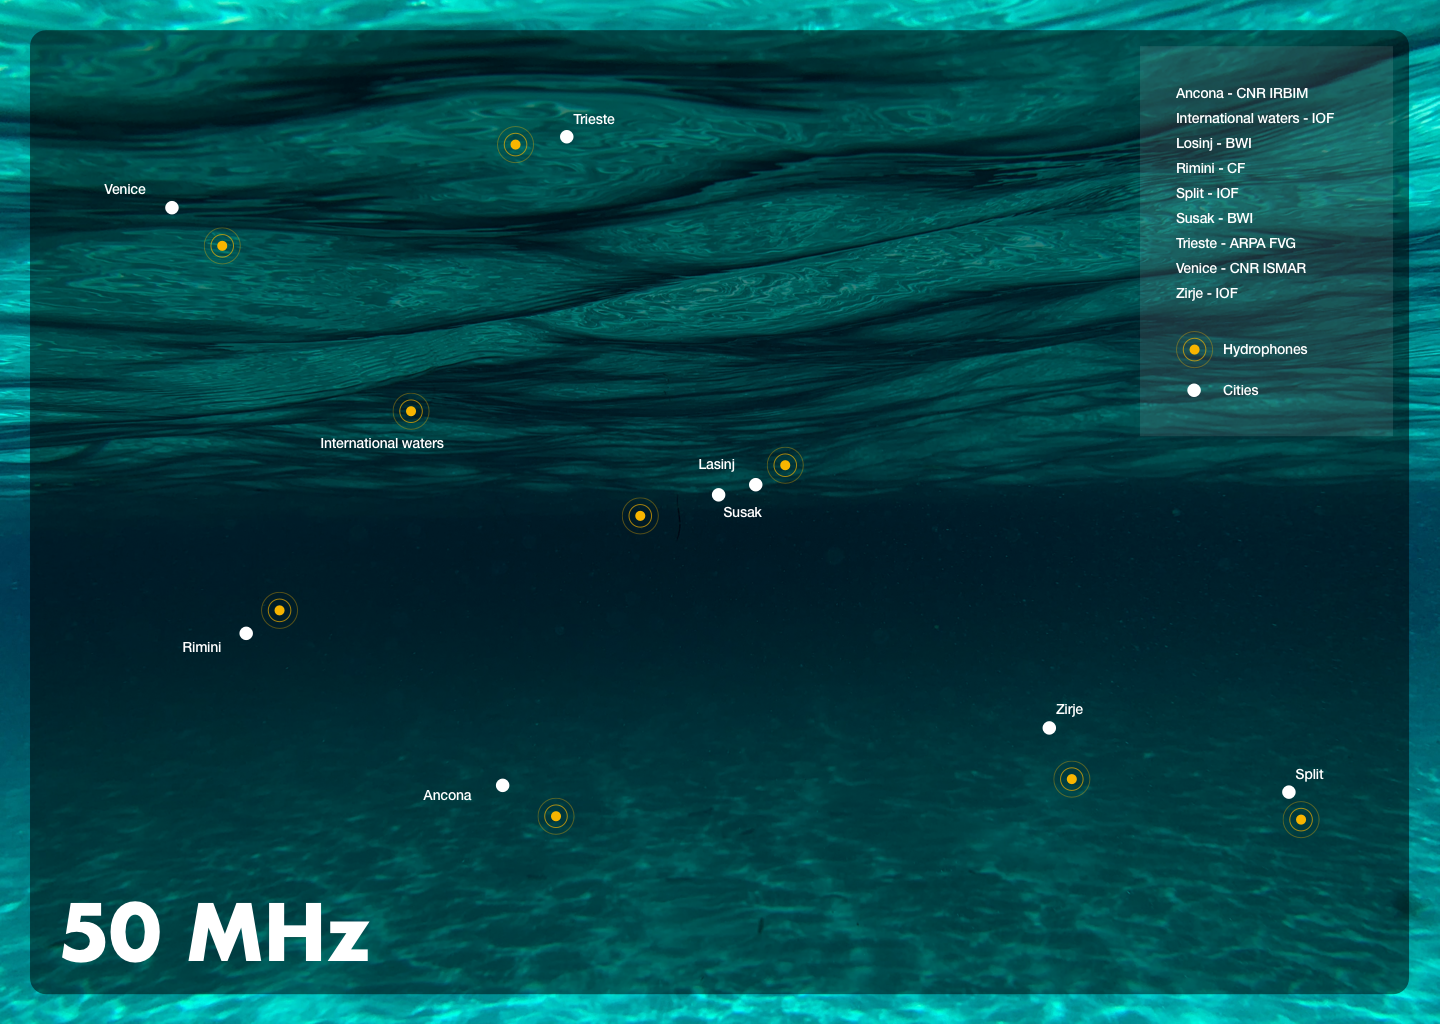 Trieste
Venice
International waters
Lasinj
Susak
Rimini
Zirje
Split
Ancona
Ancona - CNR IRBIM
International waters - IOF
Losinj - BWI
Rimini - CF
Split - IOF
Susak - BWI
Trieste - ARPA FVG
Venice - CNR ISMAR
Zirje - IOF
Hydrophones
Cities
50 MHz